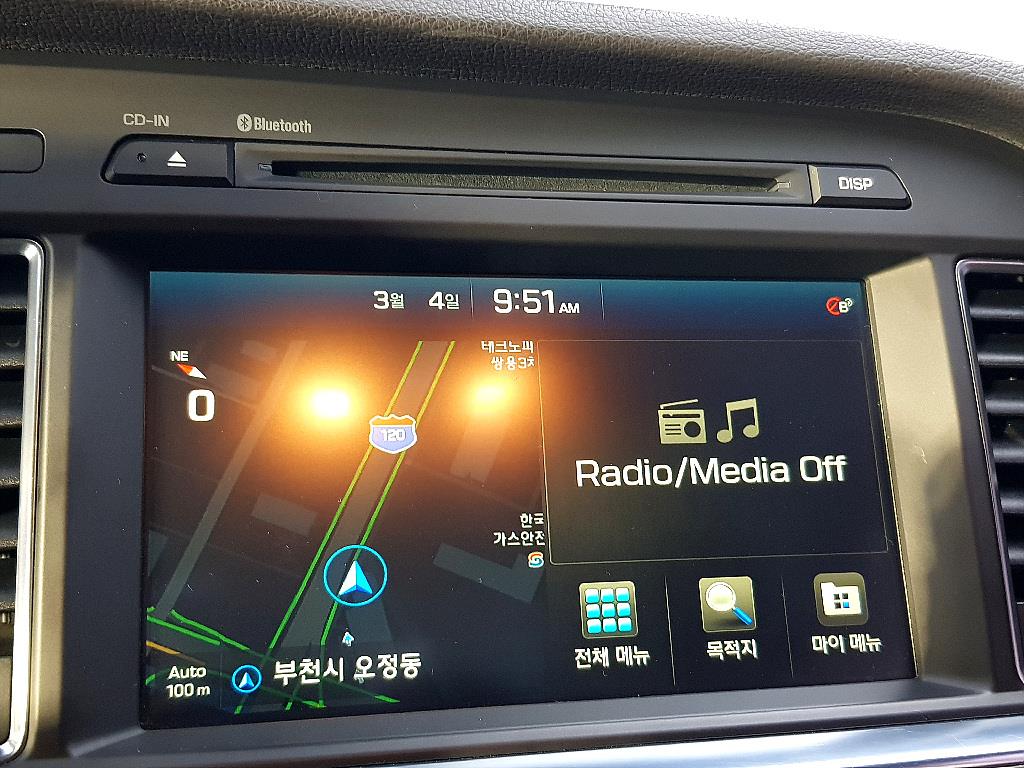 CD-IN
Bluetooth
DISP
3월 4일 9:51 AM
B
NE
0
테크노파
쌍용3차
120
Radio/Media Off
한국
가스안전
전체 메뉴
목적지
마이 메뉴
Auto
100 m
부천시 오정동